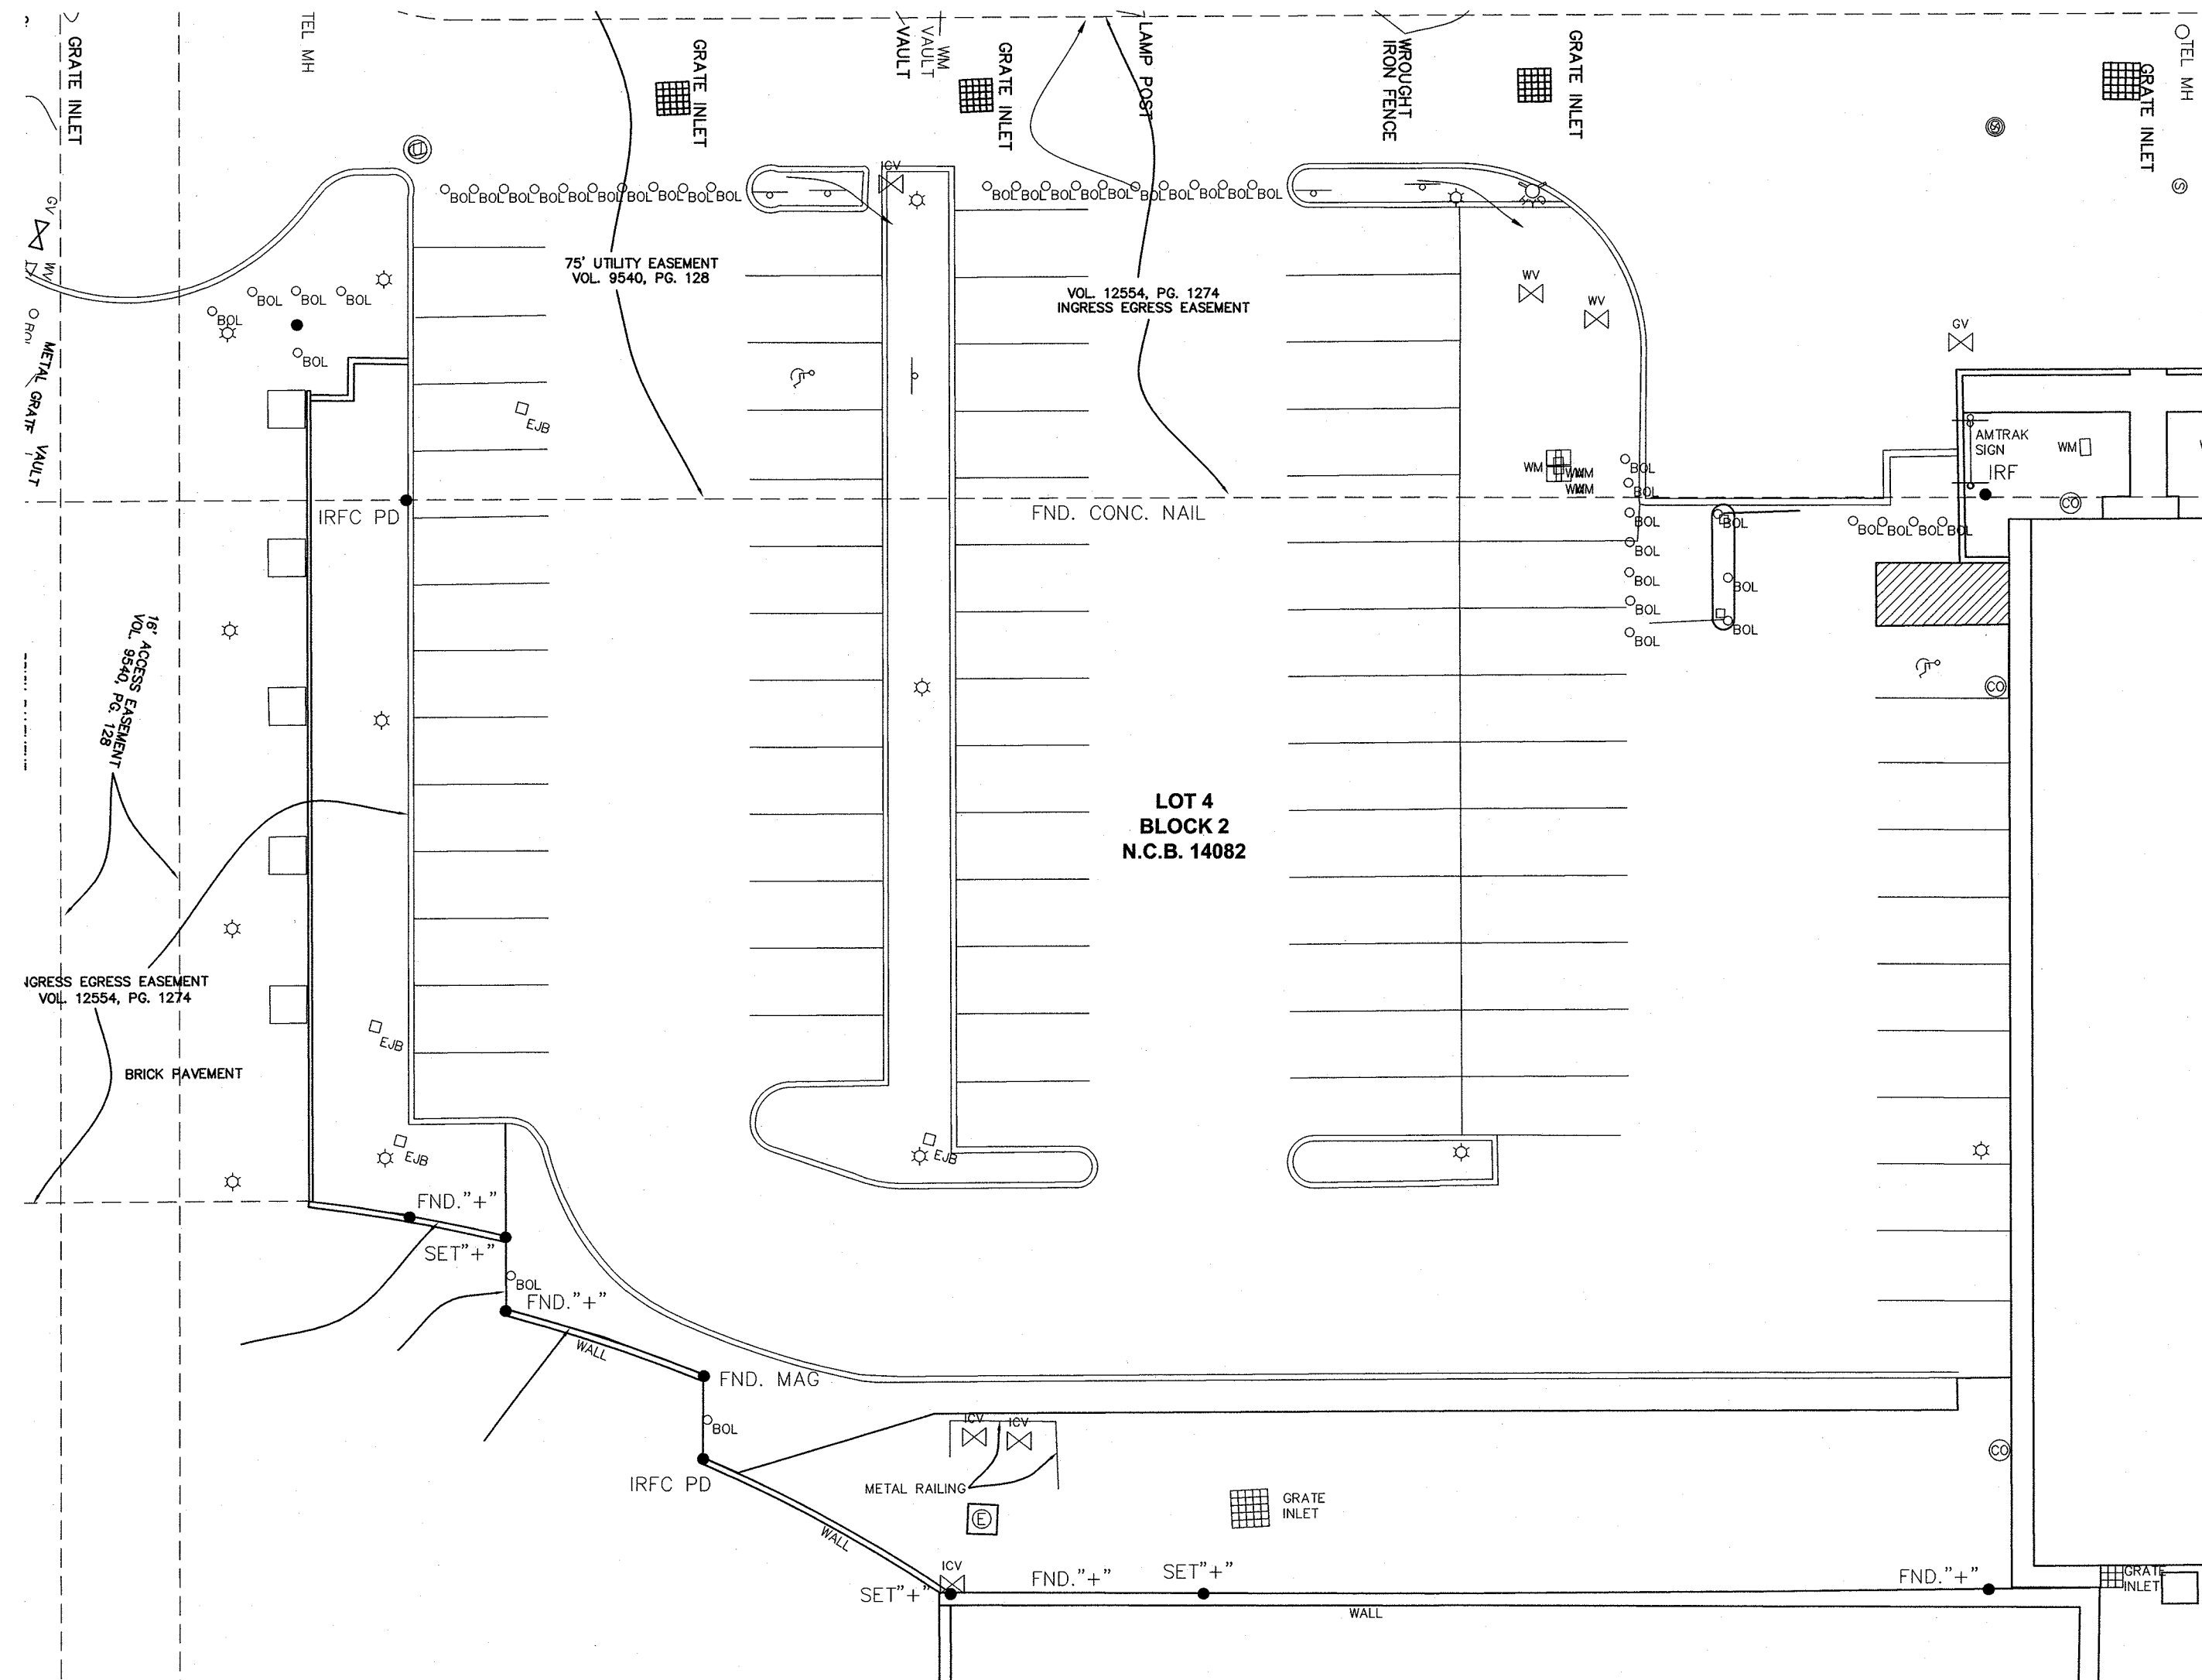 GRATE INLET
TEL MH
GRATE INLET
VAULT
VAULT
WM
GRATE INLET
LAMP POST
WROUGHT
IRON FENCE
GRATE INLET
GRATE INLET
TEL MH
S
S
GV
WV
ICV
BOL BOL BOL BOL BOL BOL BOL BOL BOL BOL
BOL BOL BOL BOL BOL BOL BOL BOL BOL BOL
75' UTILITY EASEMENT
VOL. 9540, PG. 128
VOL. 12554, PG. 1274
INGRESS EGRESS EASEMENT
WV
WV
GV
BOL BOL BOL
BOL
BOL
METAL GRATE
VAULT
EJB
AMTRAK
SIGN
WM
IRF
WM
WM
WM
WM
WM
BOL
BOL
BOL
BOL
BOL
BOL
BOL
BOL
BOL
BOL
BOL BOL BOL BOL
CO
IRFC PD
FND. CONC. NAIL
16' ACCESS EASEMENT
VOL. 9540, PG. 128
CO
LOT 4
BLOCK 2
N.C.B. 14082
EGRESS EASEMENT
VOL. 12554, PG. 1274
EJB
BRICK PAVEMENT
EJB
EJB
FND."+"
SET"+"
BOL
FND."+"
WALL
FND. MAG
BOL
ICV
ICV
CO
IRFC PD
METAL RAILING
E
GRATE
INLET
WALL
ICV
SET"+"
FND."+"
SET"+"
FND."+"
GRATE
INLET
WALL